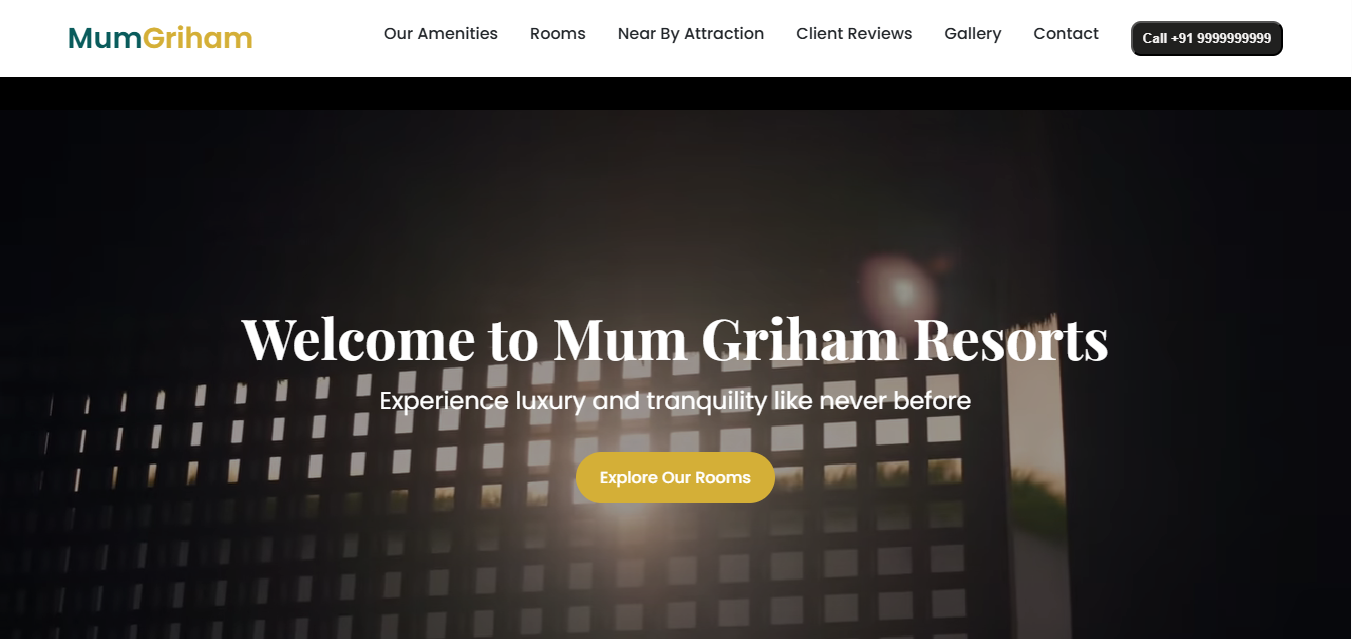 MumGriham
Our Amenities
Rooms
Near By Attraction
Client Reviews
Gallery
Contact
Call +91 9999999999
Welcome to Mum Griham Resorts
Experience luxury and tranquility like never before
Explore Our Rooms